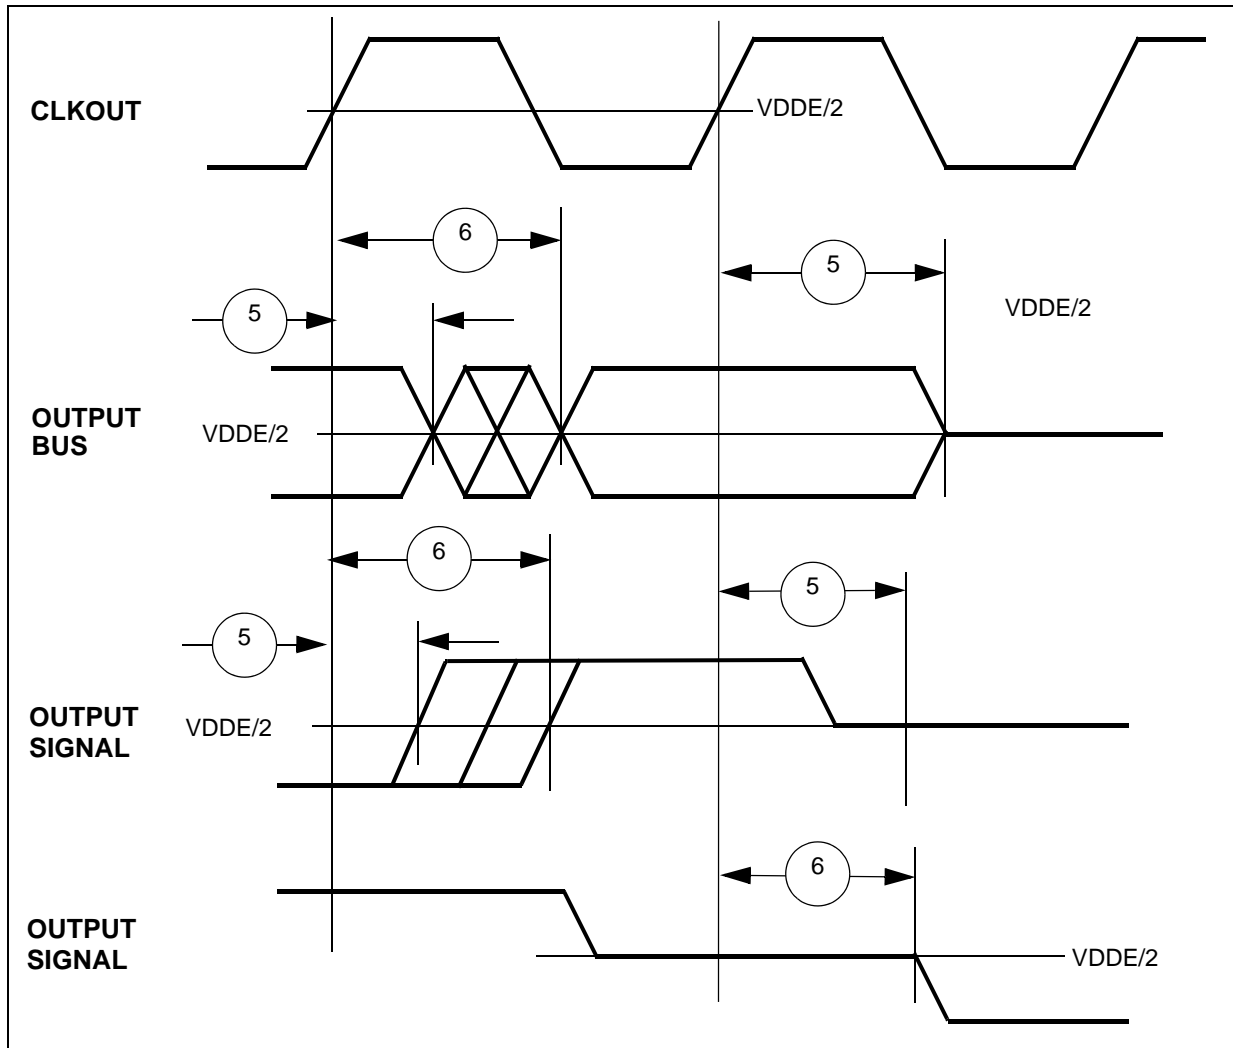 CLKOUT
VDDE/2
6
5
5
VDDE/2
OUTPUT
BUS
VDDE/2
6
5
5
OUTPUT
SIGNAL
VDDE/2
6
OUTPUT
SIGNAL
VDDE/2